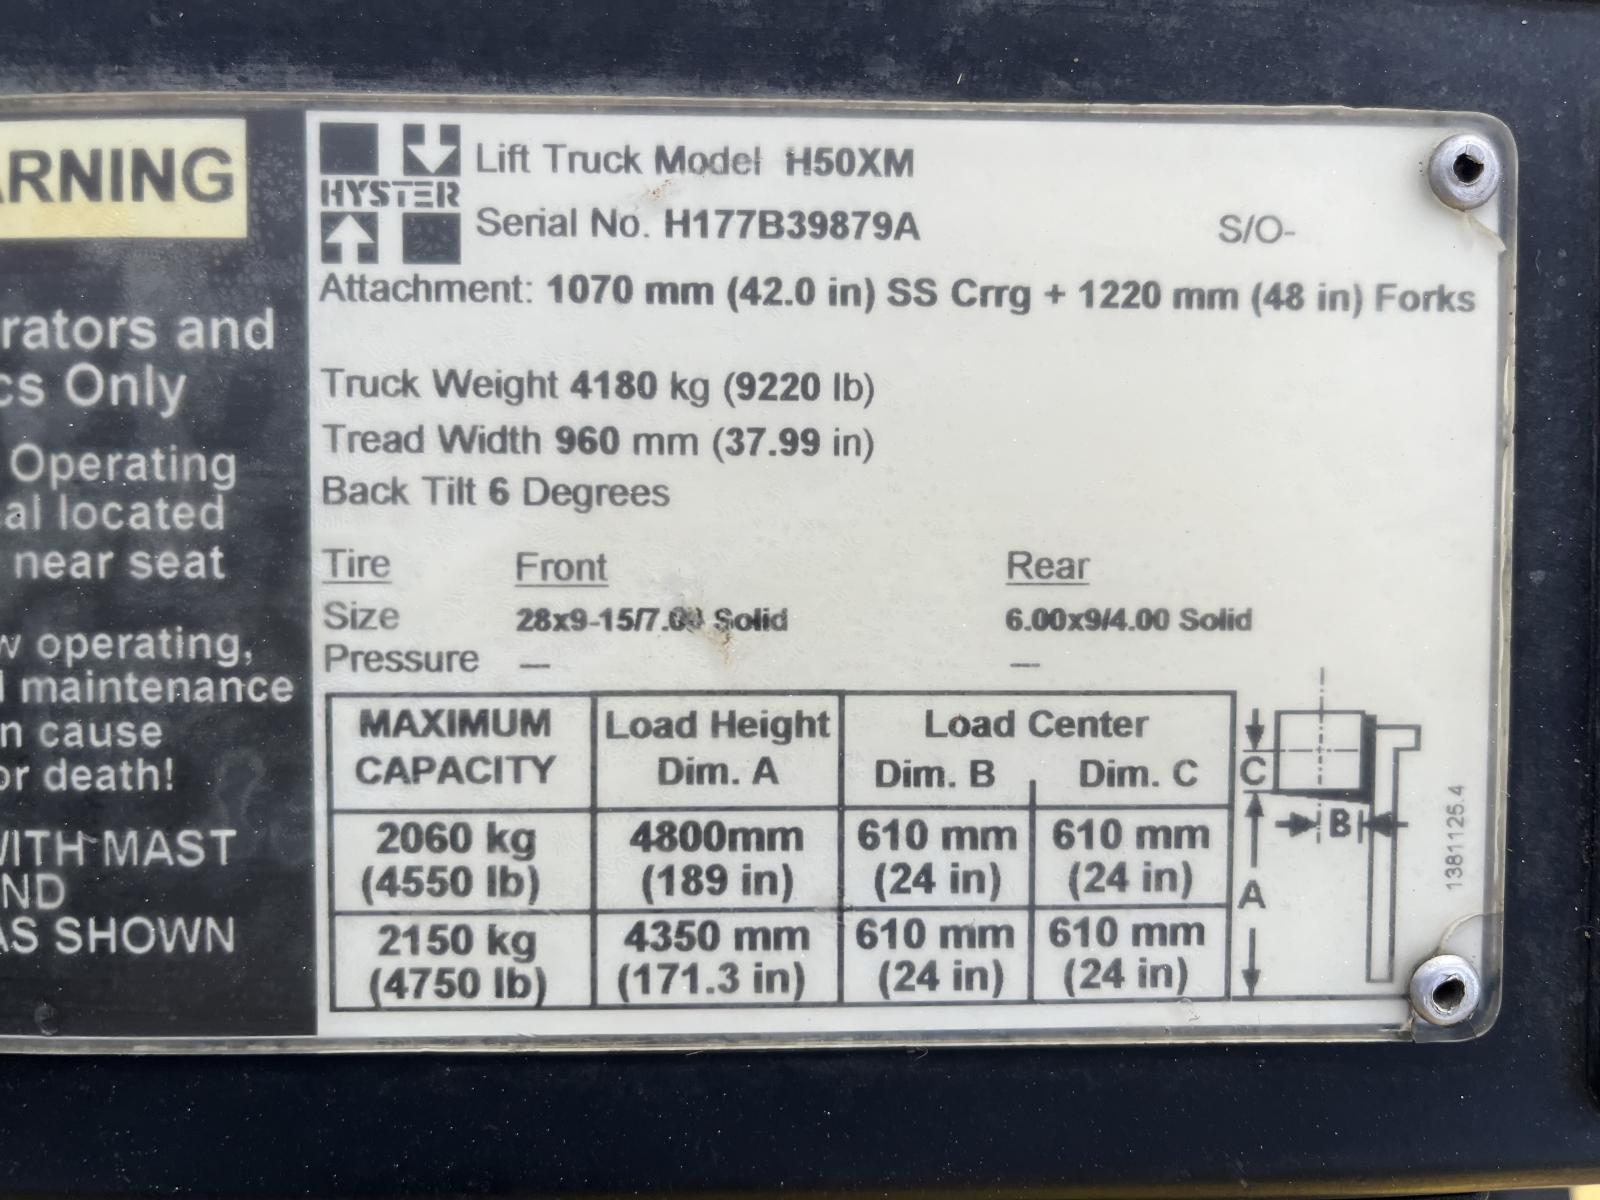 ARNING
rators and
cs Only
Operating
al located
near seat
w operating,
l maintenance
n cause
or death!
WITH MAST
ND
AS SHOWN
HYSTER
Lift Truck Model H50XM
Serial No. H177B39879A S/O-
Attachment: 1070 mm (42.0 in) SS Crrg + 1220 mm (48 in) Forks
Truck Weight 4180 kg (9220 lb)
Tread Width 960 mm (37.99 in)
Back Tilt 6 Degrees
Tire Front Rear
Size 28x9-15/7.00 Solid 6.00x9/4.00 Solid
Pressure — —
MAXIMUM CAPACITY
Load Height Dim. A
Load Center
Dim. B Dim. C
2060 kg 4800mm 610 mm 610 mm
(4550 lb) (189 in) (24 in) (24 in)
2150 kg 4350 mm 610 mm 610 mm
(4750 lb) (171.3 in) (24 in) (24 in)
C
B
A
1381125.4